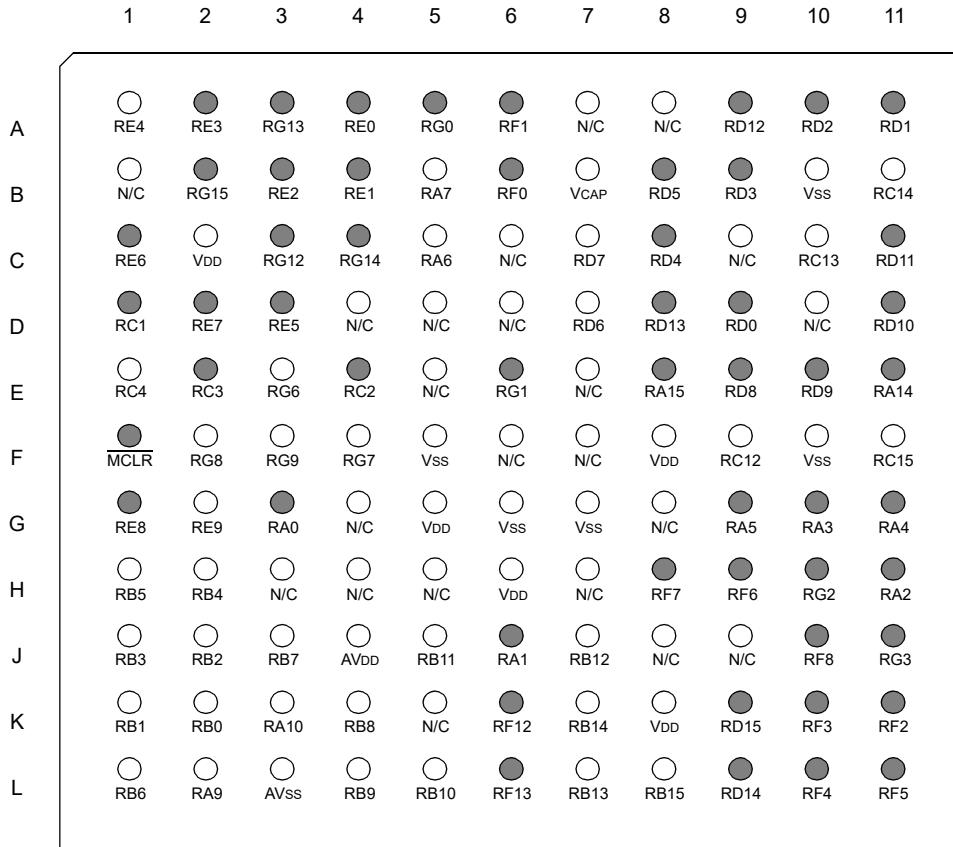 1 2 3 4 5 6 7 8 9 10 11
A
RE4 RE3 RG13 RE0 RG0 RF1 N/C N/C RD12 RD2 RD1
B
N/C RG15 RE2 RE1 RA7 RF0 VCAP RD5 RD3 VSS RC14
C
RE6 VDD RG12 RG14 RA6 N/C RD7 RD4 N/C RC13 RD11
D
RC1 RE7 RE5 N/C N/C N/C RD6 RD13 RD0 N/C RD10
E
RC4 RC3 RG6 RC2 N/C RG1 N/C RA15 RD8 RD9 RA14
F
MCLR RG8 RG9 RG7 VSS N/C N/C VDD RC12 VSS RC15
G
RE8 RE9 RA0 N/C VDD VSS VSS N/C RA5 RA3 RA4
H
RB5 RB4 N/C N/C N/C VDD N/C RF7 RF6 RG2 RA2
J
RB3 RB2 RB7 AVDD RB11 RA1 RB12 N/C N/C RF8 RG3
K
RB1 RB0 RA10 RB8 N/C RF12 RB14 VDD RD15 RF3 RF2
L
RB6 RA9 AVSS RB9 RB10 RF13 RB13 RB15 RD14 RF4 RF5